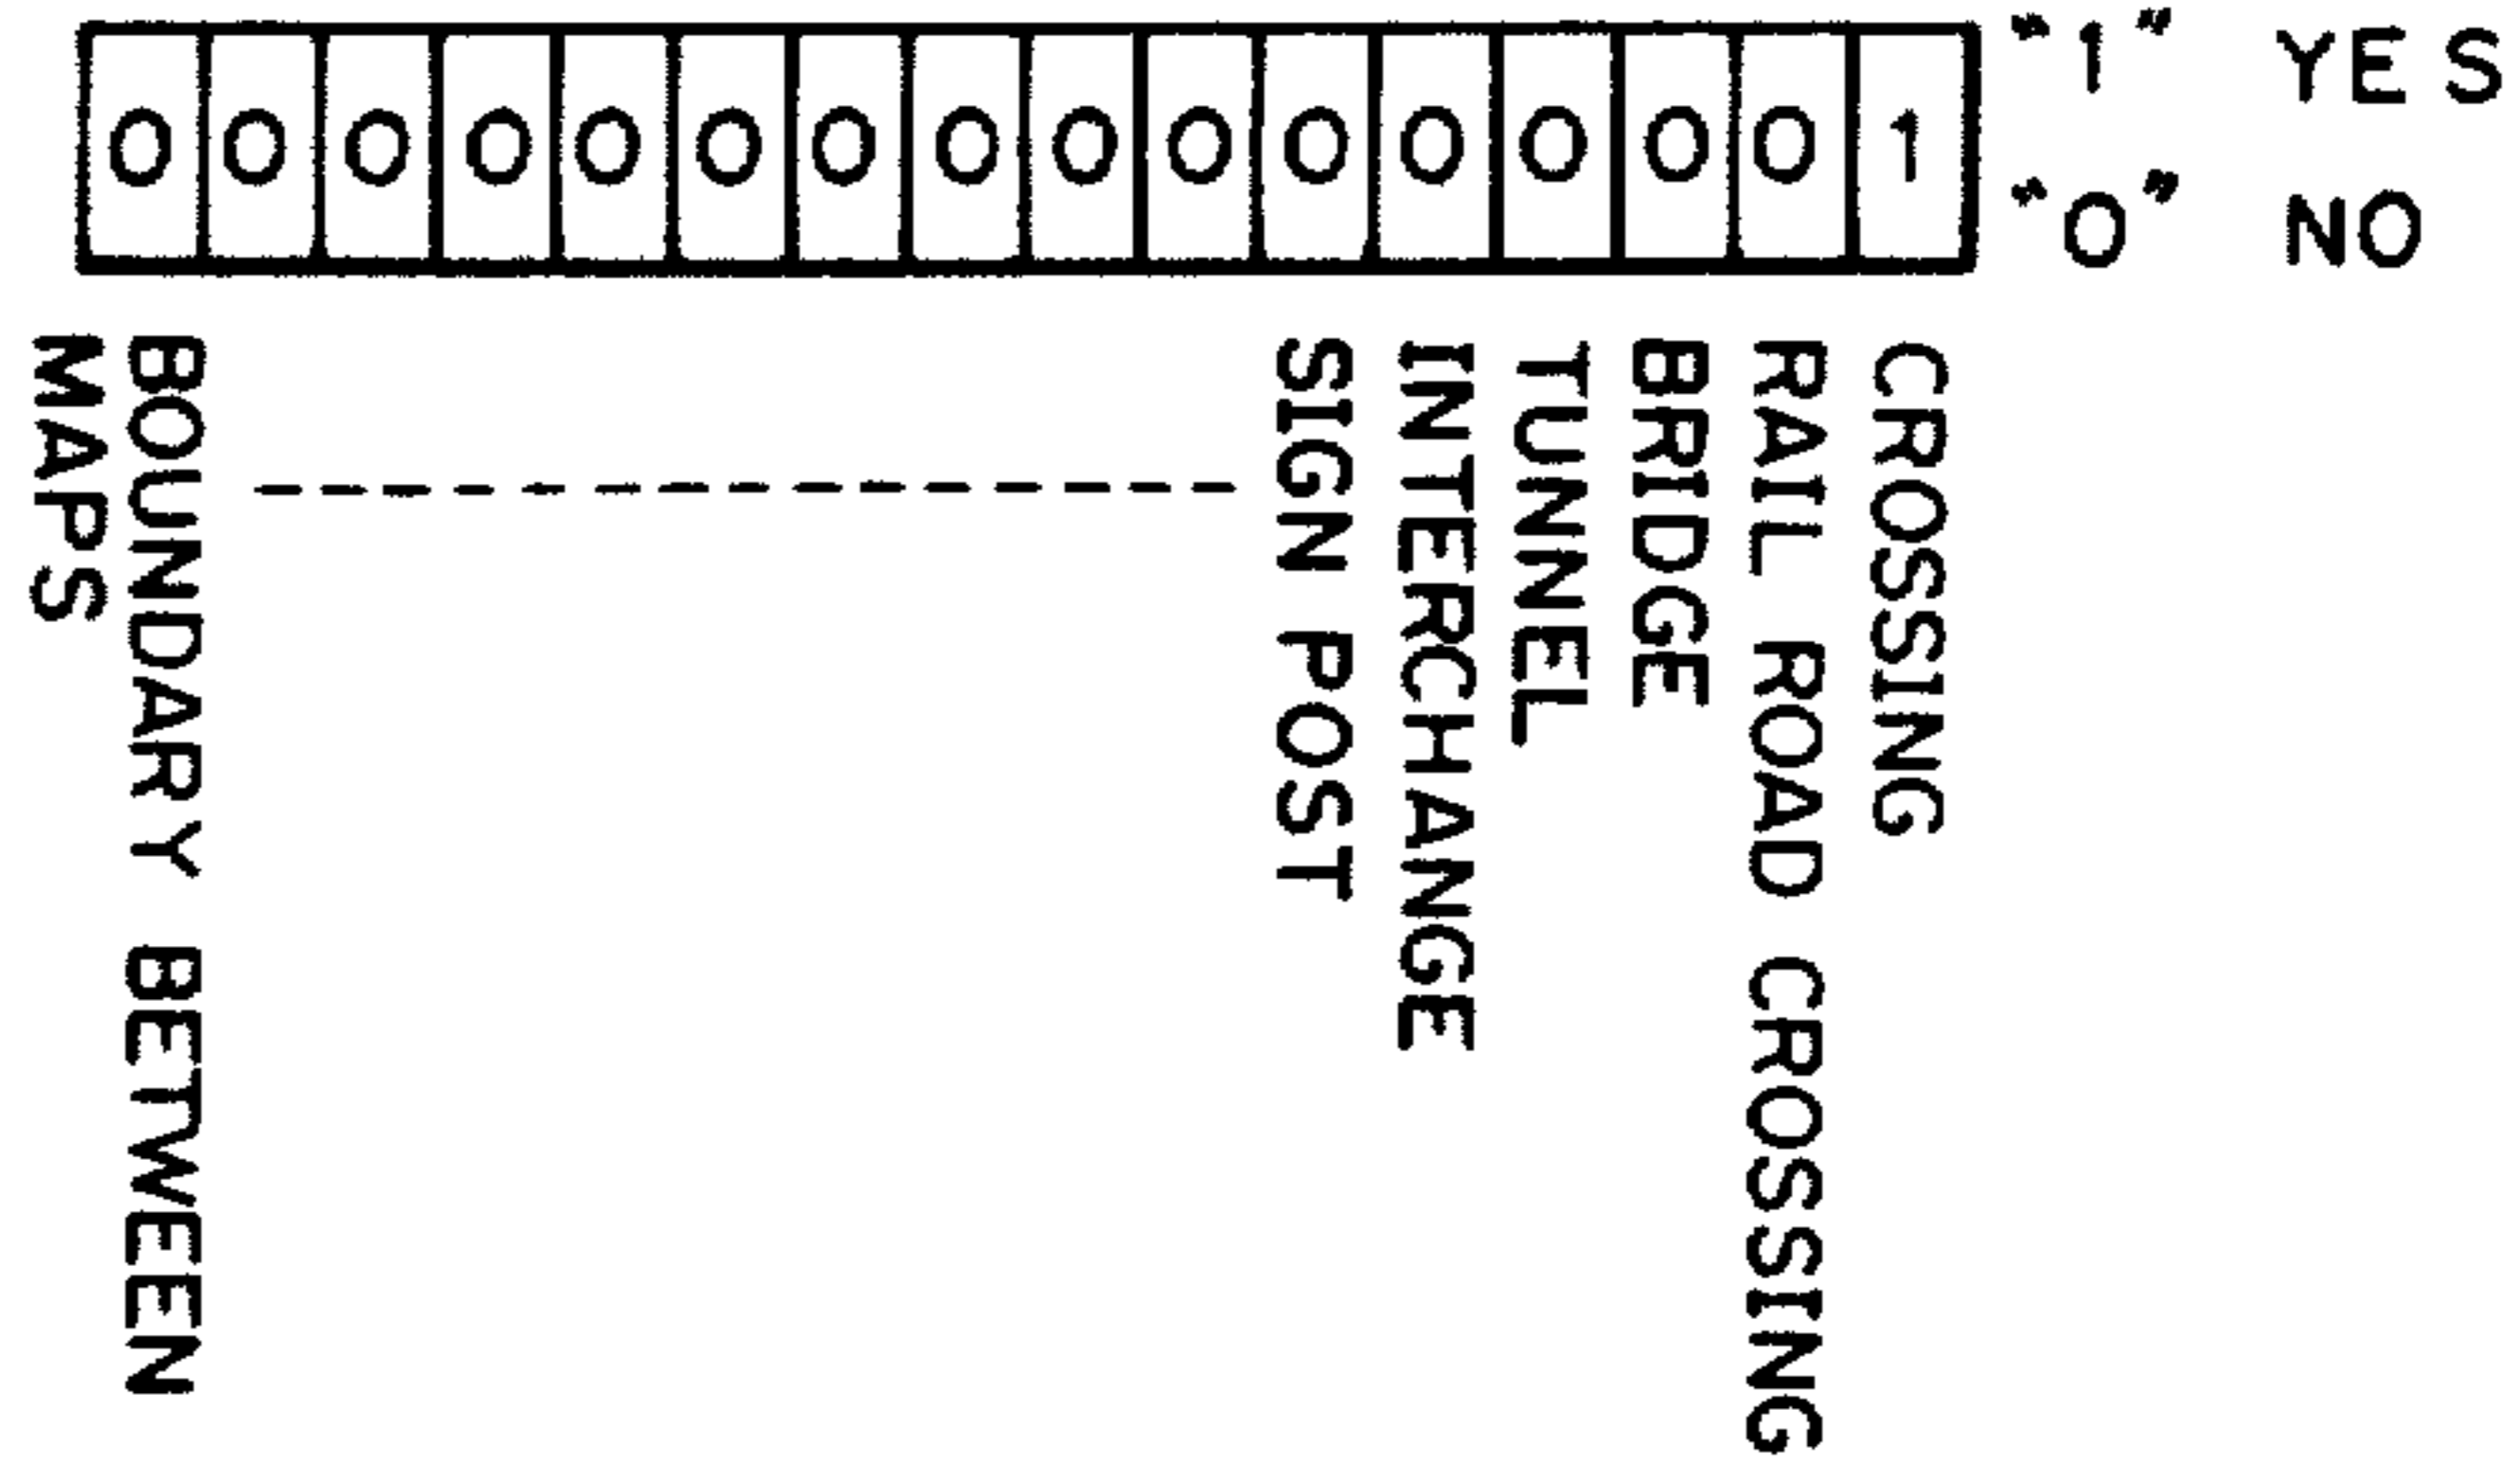 0 0 0 0 0 0 0 0 0 0 0 0 0 0 0 1
"1" YES
"0" NO
BOUNDARY BETWEEN
MAPS
SIGN POST
INTERCHANGE
TUNNEL
BRIDGE
RAIL ROAD CROSSING
CROSSING